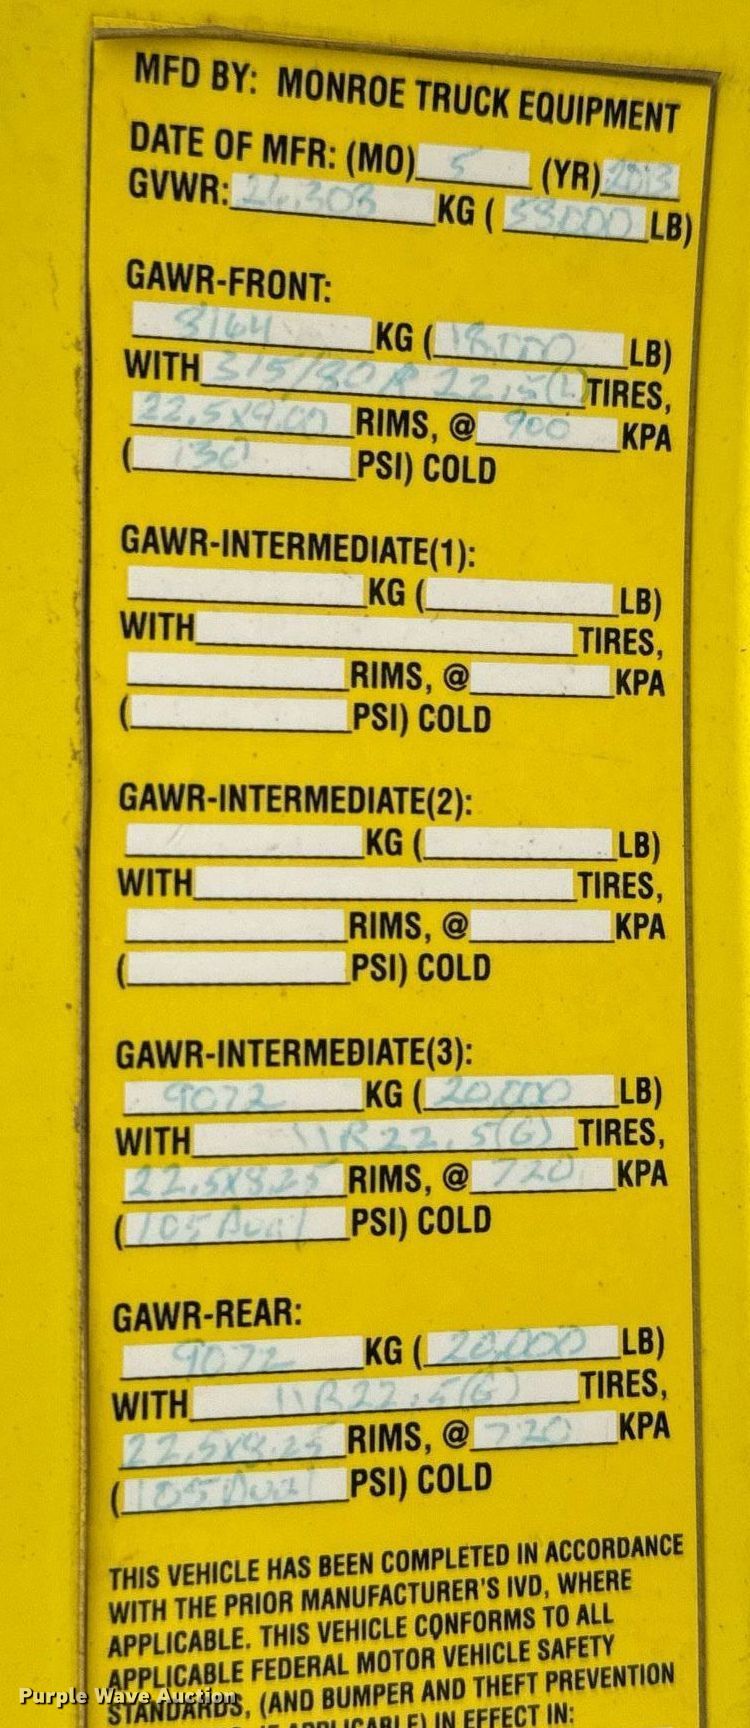 MFD BY: MONROE TRUCK EQUIPMENT
DATE OF MFR: (MO) 5 (YR) 2013
GVWR: 26,303 KG ( 58,000 LB)
GAWR-FRONT:
8164 KG ( 18,000 LB)
WITH 315/80R 22.5(L) TIRES,
22.5x9.00 RIMS, @ 900 KPA
( 130 PSI) COLD
GAWR-INTERMEDIATE(1):
KG ( LB)
WITH TIRES,
RIMS, @ KPA
( PSI) COLD
GAWR-INTERMEDIATE(2):
KG ( LB)
WITH TIRES,
RIMS, @ KPA
( PSI) COLD
GAWR-INTERMEDIATE(3):
9072 KG ( 20,000 LB)
WITH 11R22.5(G) TIRES,
22.5x8.25 RIMS, @ 720 KPA
( 105 Dual PSI) COLD
GAWR-REAR:
9072 KG ( 20,000 LB)
WITH 11R22.5(G) TIRES,
22.5x8.25 RIMS, @ 720 KPA
( 105 Dual PSI) COLD
THIS VEHICLE HAS BEEN COMPLETED IN ACCORDANCE
WITH THE PRIOR MANUFACTURER'S IVD, WHERE
APPLICABLE. THIS VEHICLE CONFORMS TO ALL
APPLICABLE FEDERAL MOTOR VEHICLE SAFETY
STANDARDS, (AND BUMPER AND THEFT PREVENTION
APPLICABLE) IN EFFECT IN:
Purple Wave Auction